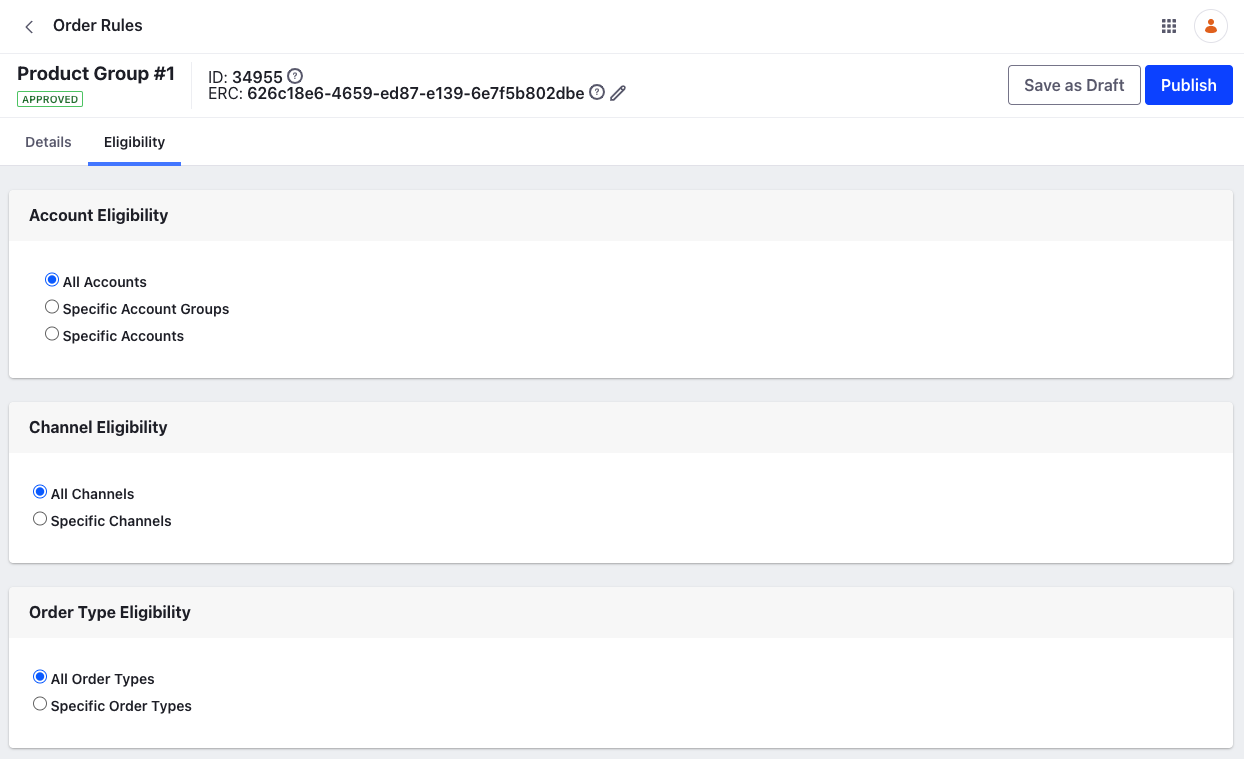 Order Rules
Product Group #1
APPROVED
ID: 34955
ERC: 626c18e6-4659-ed87-e139-6e7f5b802dbe
Save as Draft
Publish
Details
Eligibility
Account Eligibility
All Accounts
Specific Account Groups
Specific Accounts
Channel Eligibility
All Channels
Specific Channels
Order Type Eligibility
All Order Types
Specific Order Types